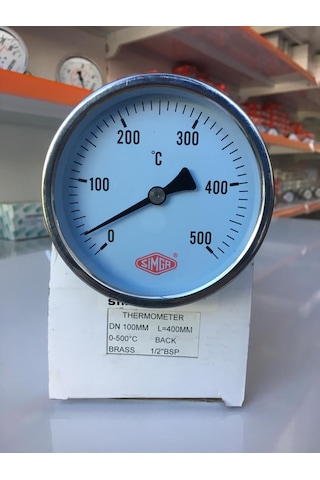 200 300
°C
100 400
0 500
SIMGA ®
THERMOMETER
DN 100MM L=400MM
0-500°C BACK
BRASS 1/2"BSP